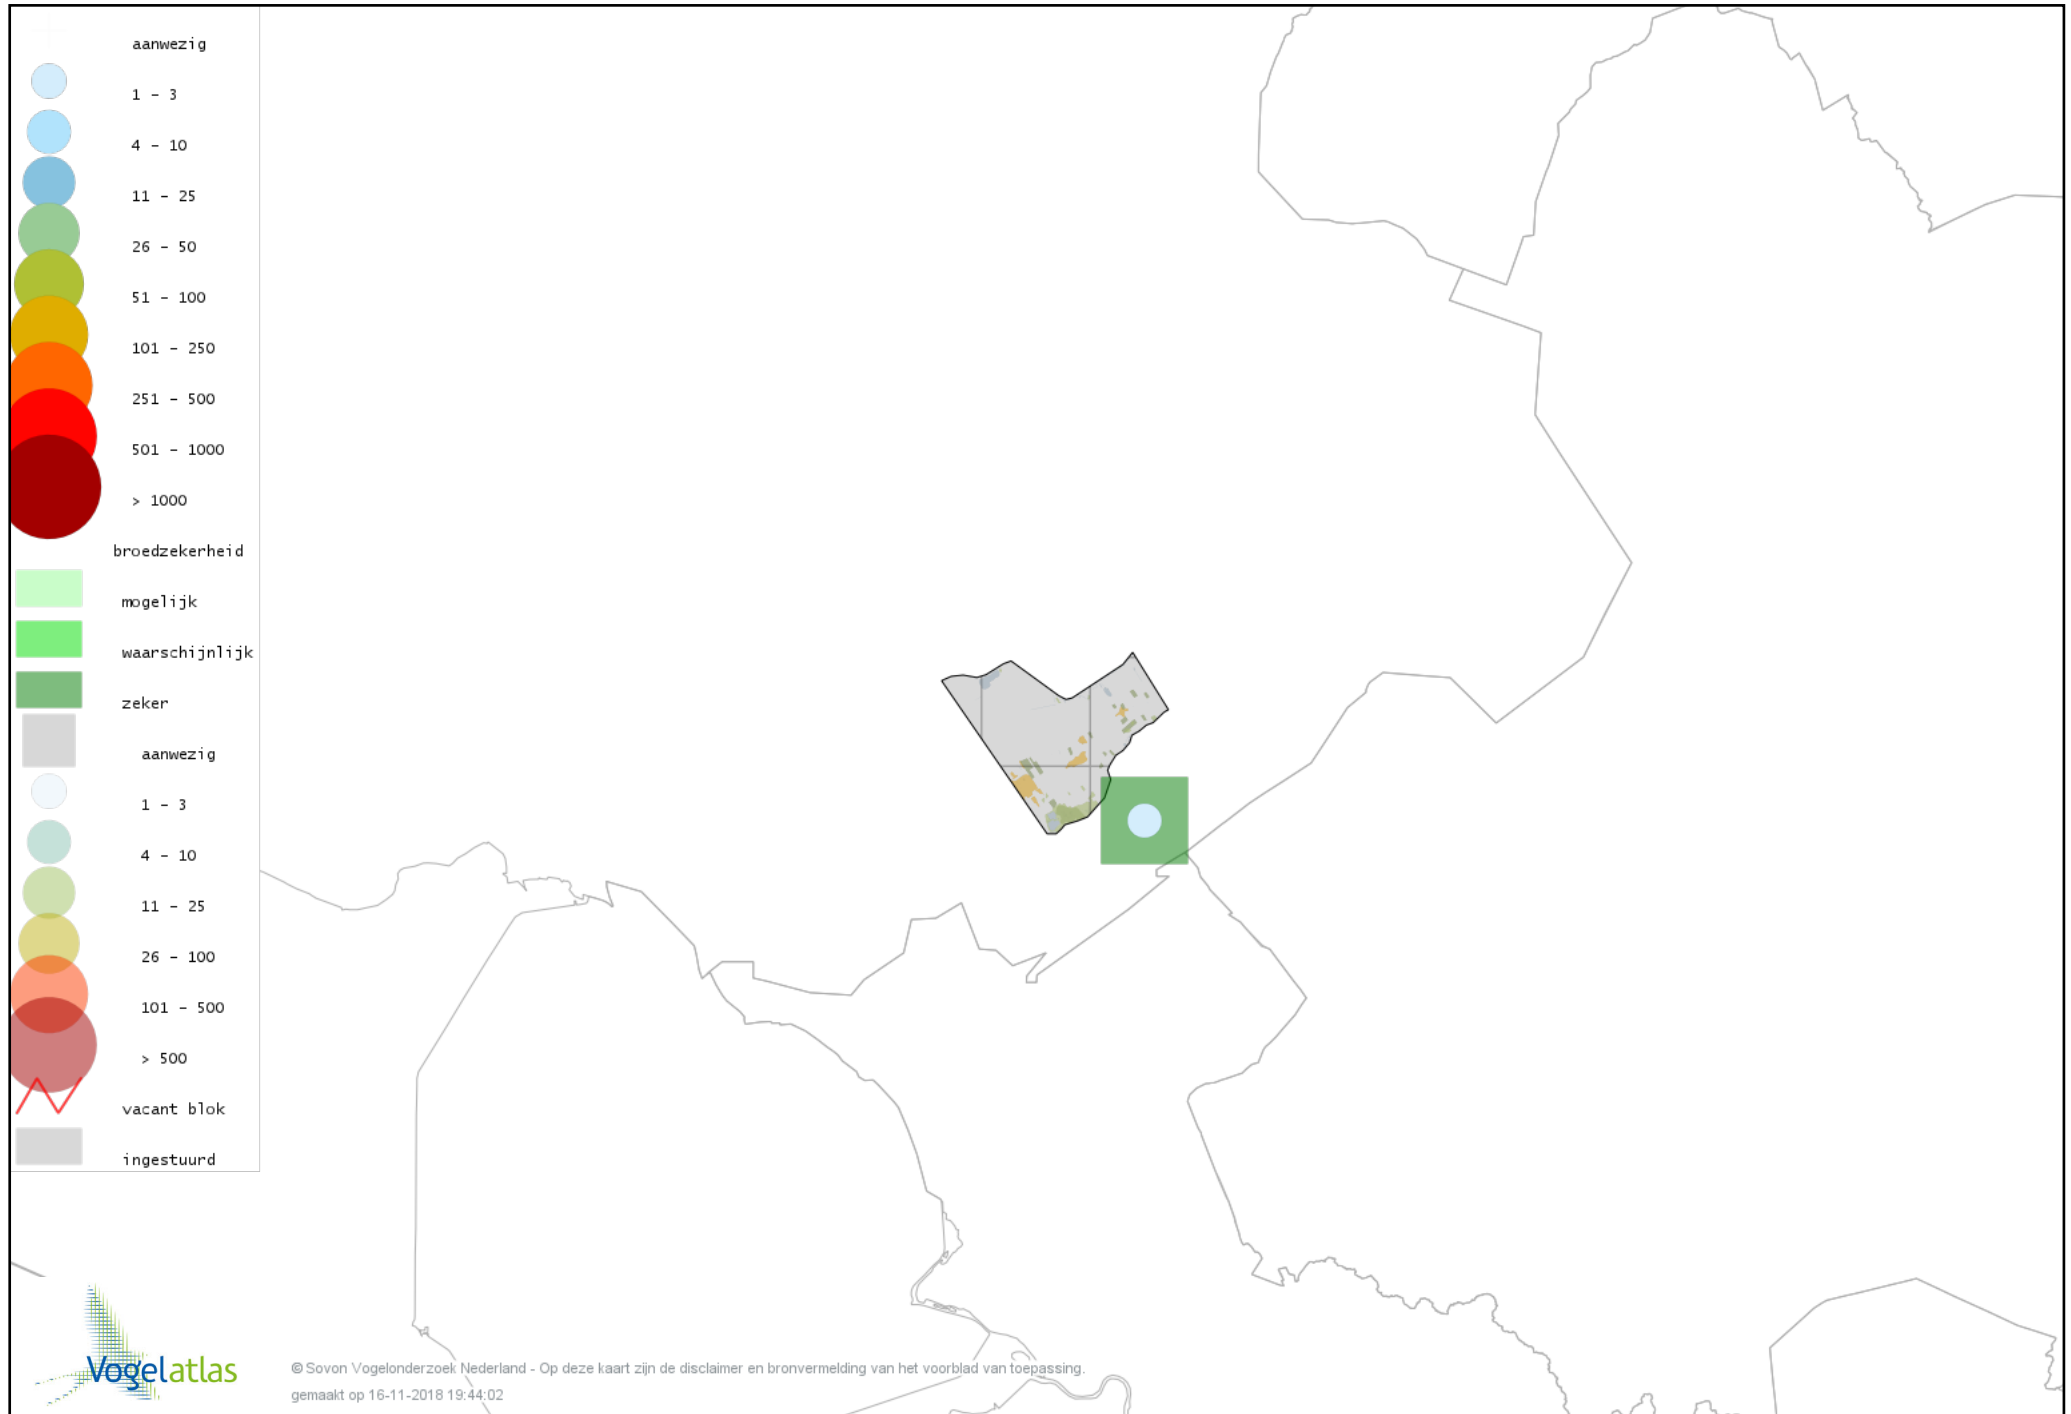 aanwezig
1 - 3
4 - 10
11 - 25
26 - 50
51 - 100
101 - 250
251 - 500
501 - 1000
> 1000
broedzekerheid
mogelijk
waarschijnlijk
zeker
aanwezig
1 - 3
4 - 10
11 - 25
26 - 100
101 - 500
> 500
vacant blok
ingestuurd
Vogelatlas
© Sovon Vogelonderzoek Nederland - Op deze kaart zijn de disclaimer en bronvermelding van het voorblad van toepassing.
gemaakt op 16-11-2018 19:44:02